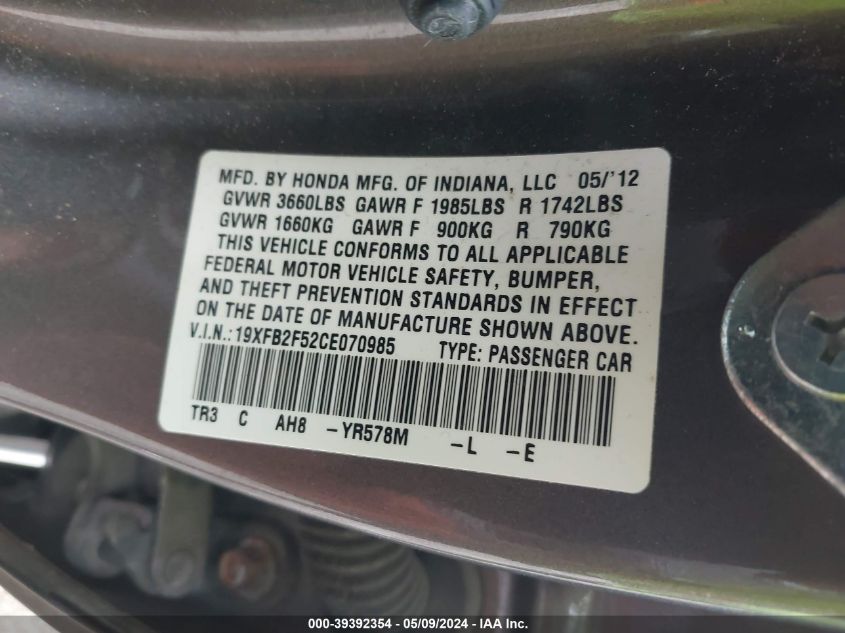 MFD. BY HONDA MFG. OF INDIANA, LLC 05/'12
GVWR 3660LBS GAWR F 1985LBS R 1742LBS
GVWR 1660KG GAWR F 900KG R 790KG
THIS VEHICLE CONFORMS TO ALL APPLICABLE
FEDERAL MOTOR VEHICLE SAFETY, BUMPER,
AND THEFT PREVENTION STANDARDS IN EFFECT
ON THE DATE OF MANUFACTURE SHOWN ABOVE.
V.I.N.:19XFB2F52CE070985 TYPE: PASSENGER CAR
TR3 C AH8 -YR578M -L -E
000-39392354 / 05/09/2024 / IAA Inc.